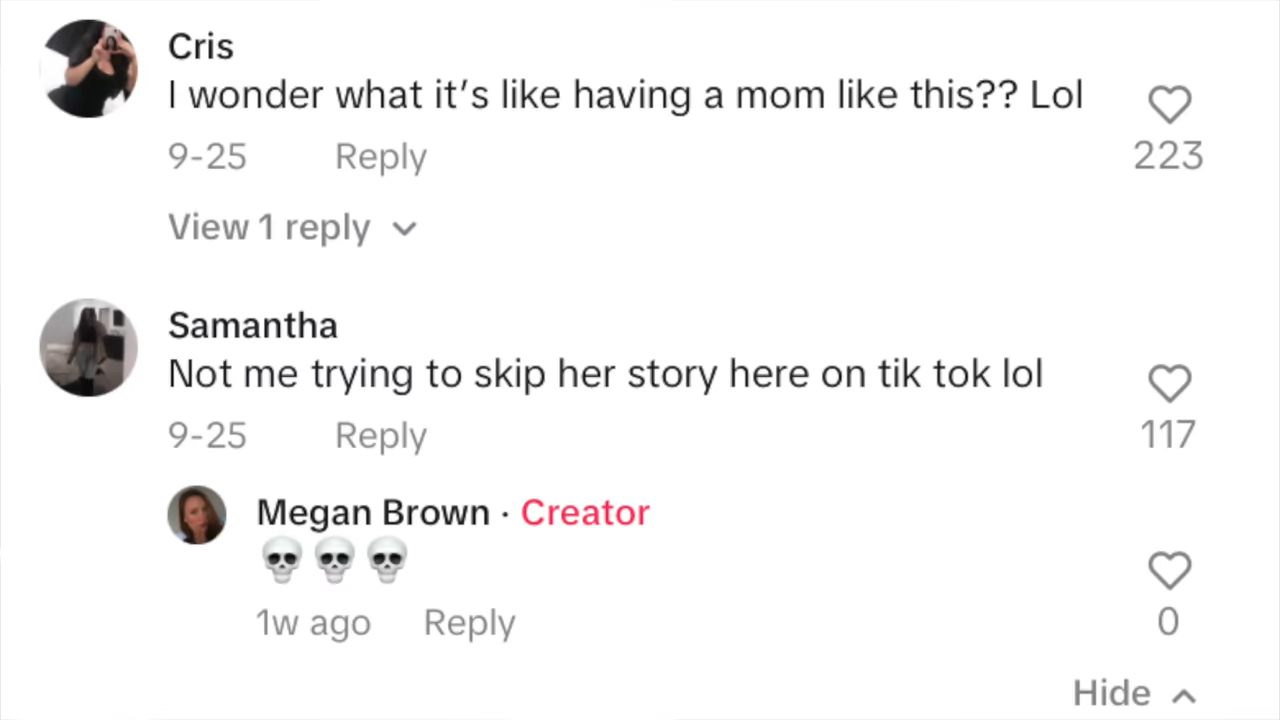 Cris
I wonder what it’s like having a mom like this?? Lol
9-25 Reply
223
View 1 reply
Samantha
Not me trying to skip her story here on tik tok lol
9-25 Reply
117
Megan Brown · Creator
💀💀💀
1w ago Reply
0
Hide